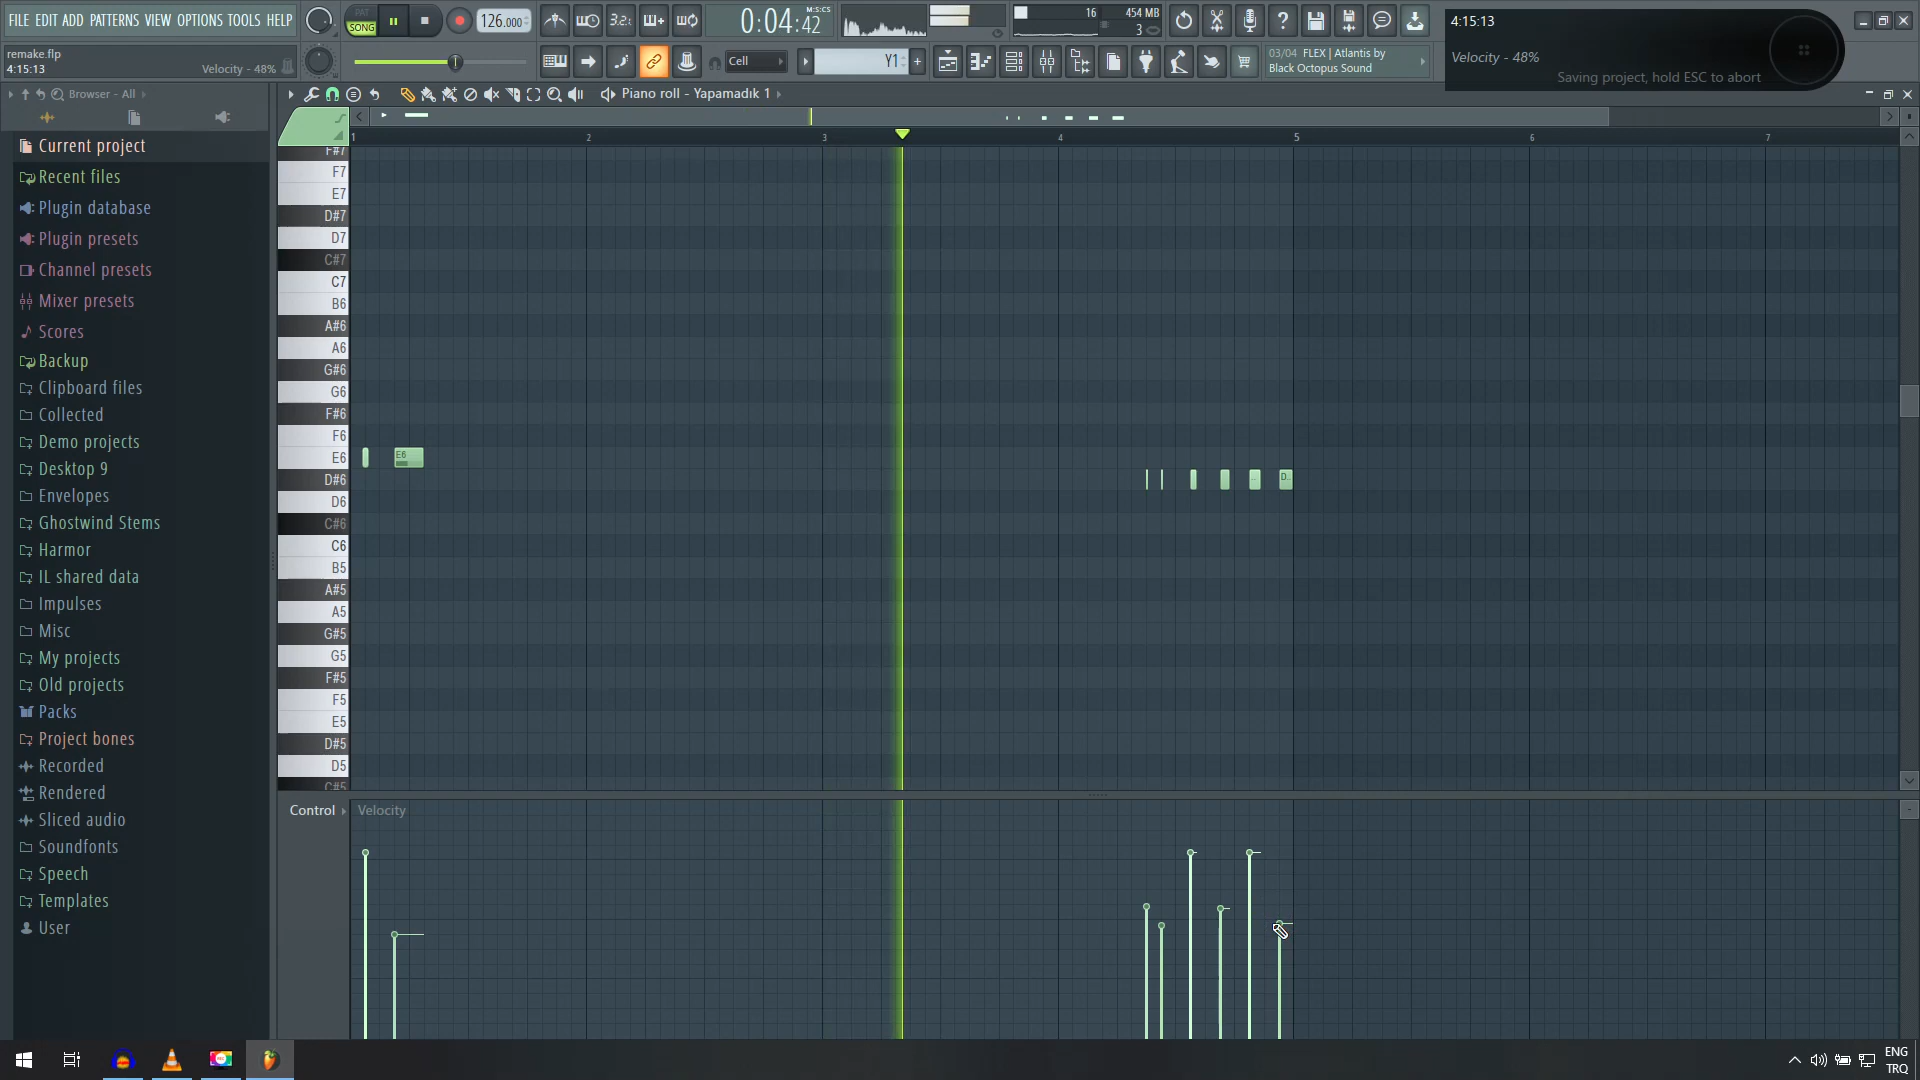 FILE EDIT ADD PATTERNS VIEW OPTIONS TOOLS HELP
PAT
SONG
126.000
3.2:
0:04:42
M:S:CS
16
454 MB
3
remake.flp
4:15:13
Velocity - 48%
Cell
Y1
03/04 FLEX | Atlantis by
Black Octopus Sound
4:15:13
Velocity - 48%
Saving project, hold ESC to abort
Browser - All
Piano roll - Yapamadık 1
Current project
Recent files
Plugin database
Plugin presets
Channel presets
Mixer presets
Scores
Backup
Clipboard files
Collected
Demo projects
Desktop 9
Envelopes
Ghostwind Stems
Harmor
IL shared data
Impulses
Misc
My projects
Old projects
Packs
Project bones
Recorded
Rendered
Sliced audio
Soundfonts
Speech
Templates
User
1 2 3 4 5 6 7
F#7
F7
E7
D#7
D7
C#7
C7
B6
A#6
A6
G#6
G6
F#6
F6
E6
D#6
D6
C#6
C6
B5
A#5
A5
G#5
G5
F#5
F5
E5
D#5
D5
C#5
E6
D..
Control
Velocity
ENG
TRQ